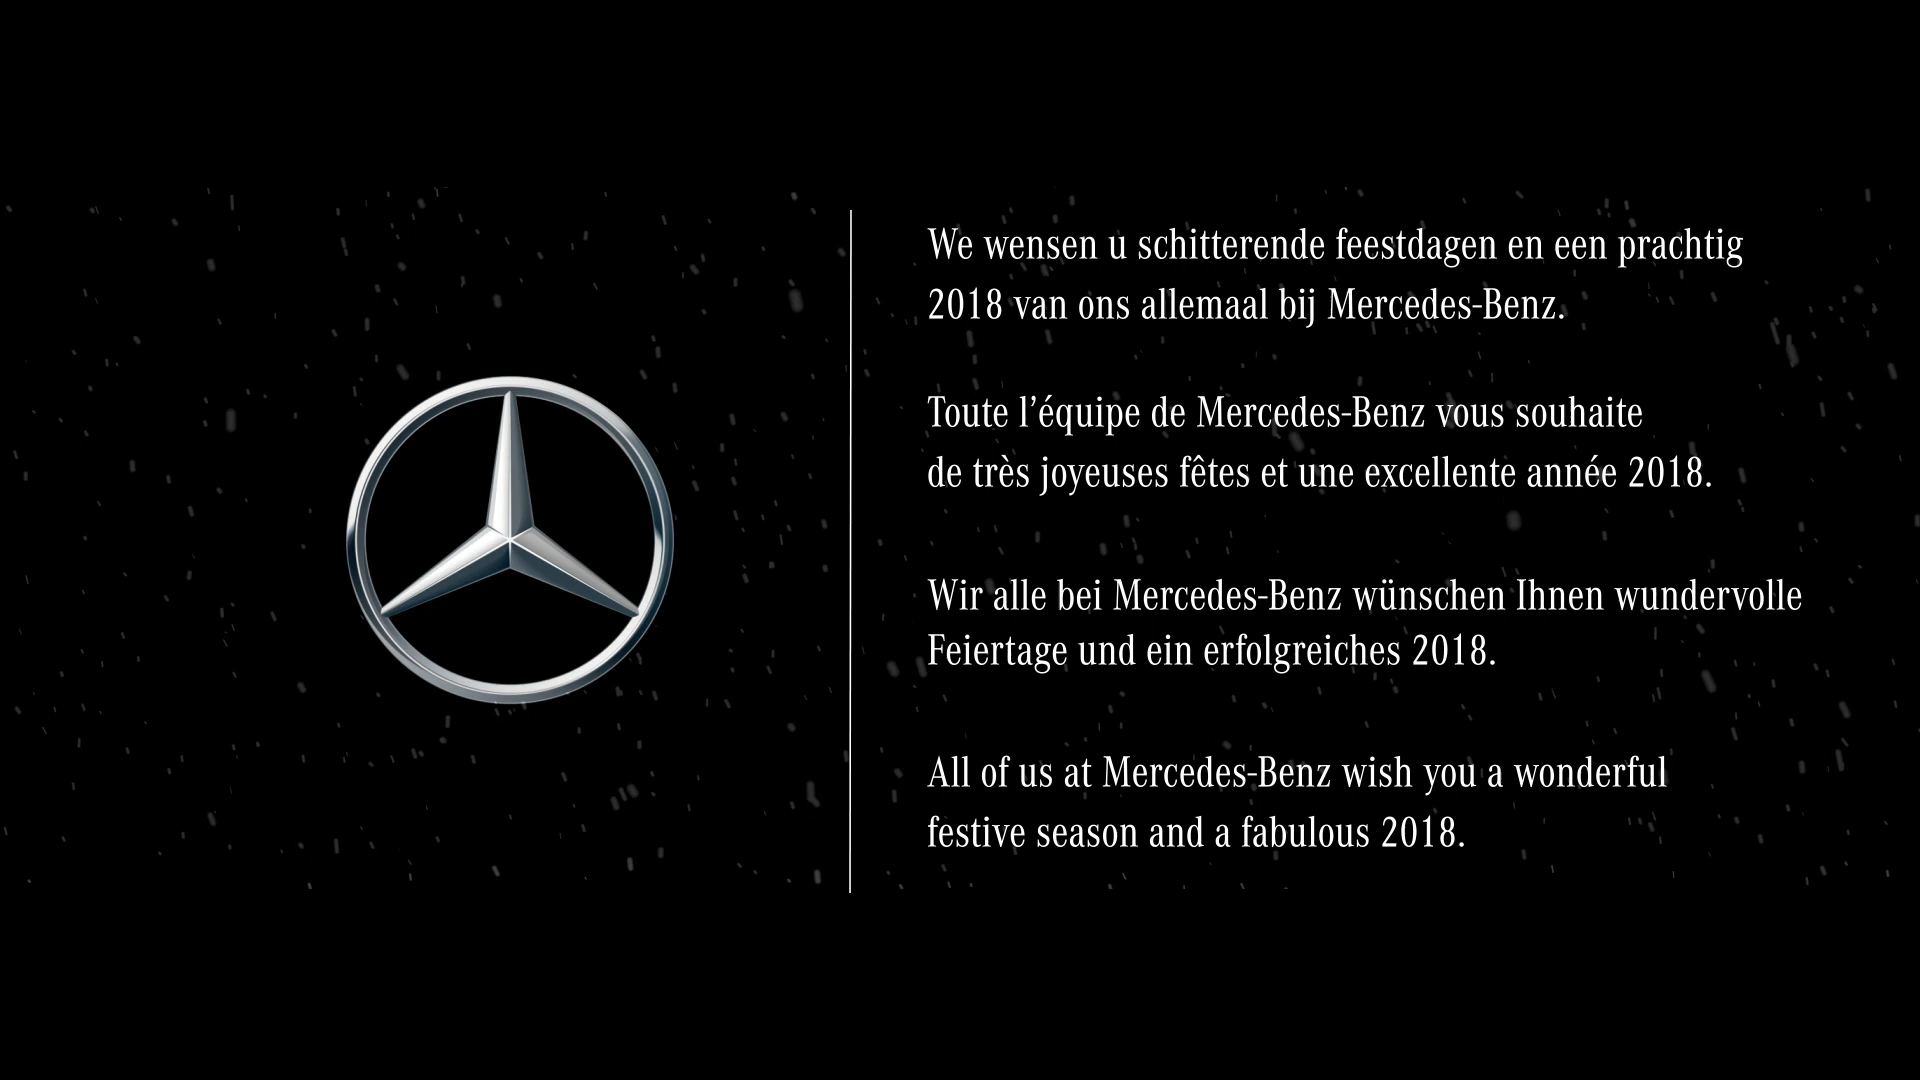 We wensen u schitterende feestdagen en een prachtig
2018 van ons allemaal bij Mercedes-Benz.
Toute l’équipe de Mercedes-Benz vous souhaite
de très joyeuses fêtes et une excellente année 2018.
Wir alle bei Mercedes-Benz wünschen Ihnen wundervolle
Feiertage und ein erfolgreiches 2018.
All of us at Mercedes-Benz wish you a wonderful
festive season and a fabulous 2018.